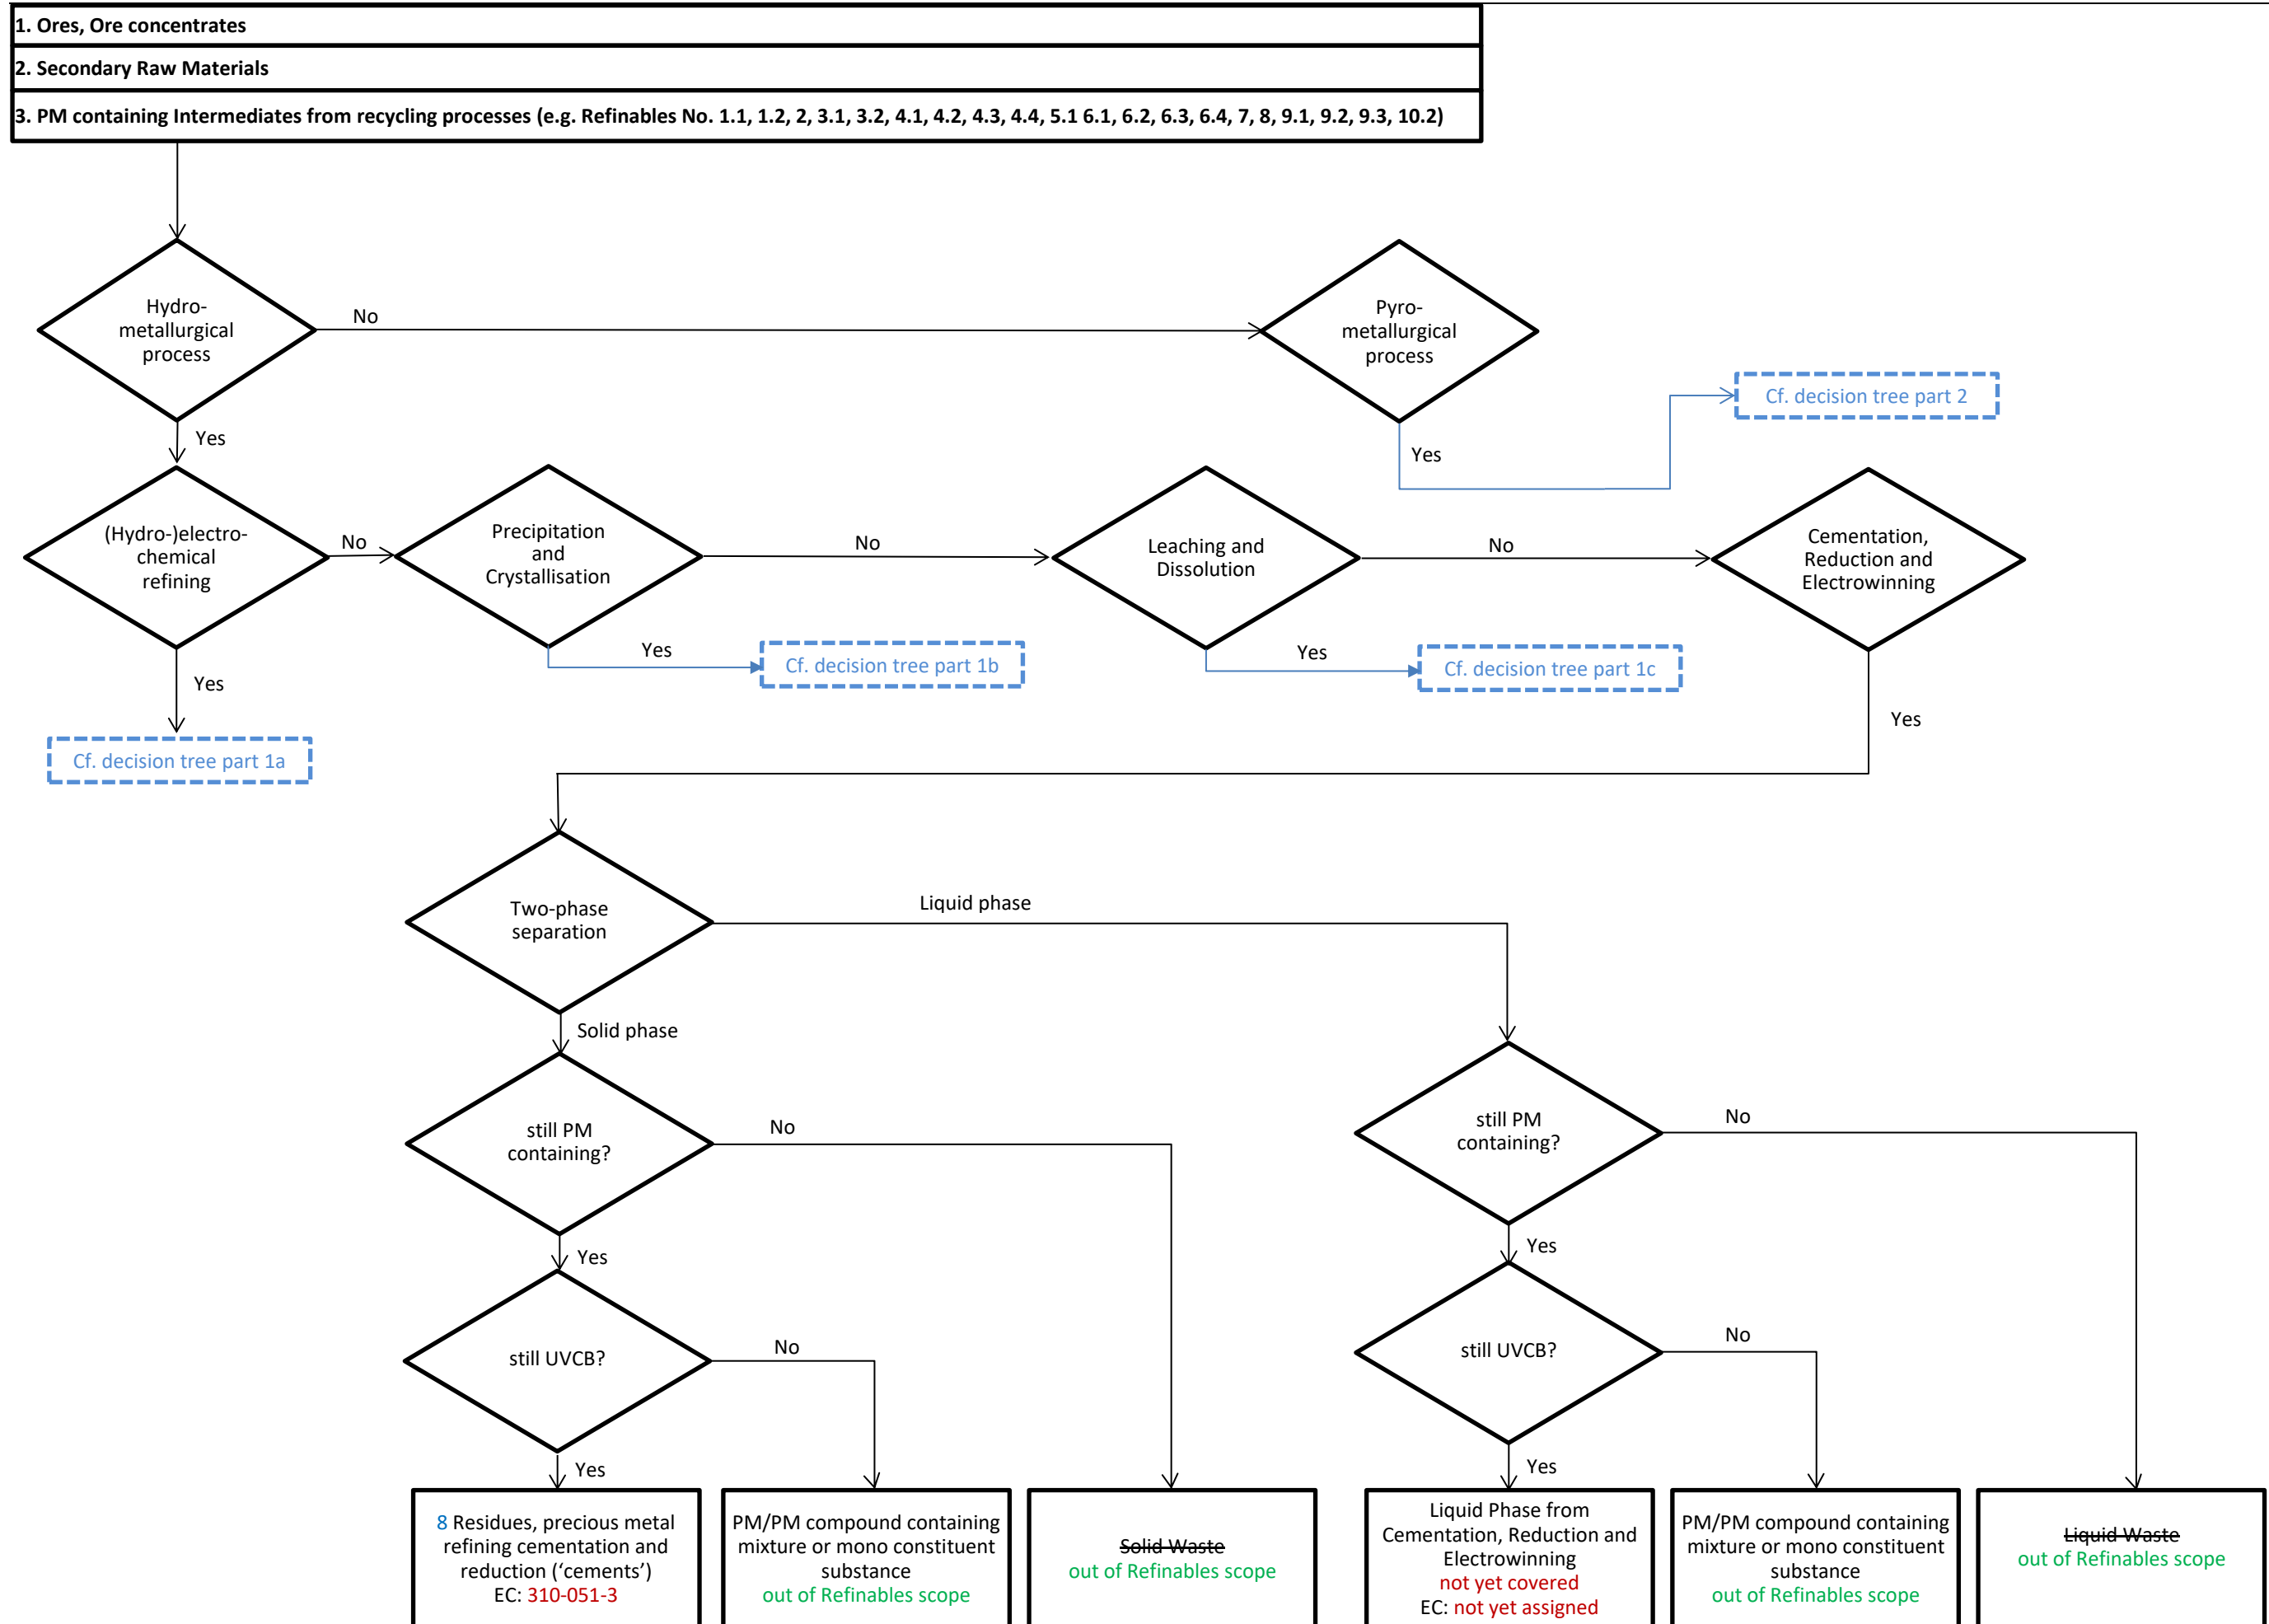 1. Ores, Ore concentrates
2. Secondary Raw Materials
3. PM containing Intermediates from recycling processes (e.g. Refinables No. 1.1, 1.2, 2, 3.1, 3.2, 4.1, 4.2, 4.3, 4.4, 5.1 6.1, 6.2, 6.3, 6.4, 7, 8, 9.1, 9.2, 9.3, 10.2)
Hydro-
metallurgical
process
No
Pyro-
metallurgical
process
Yes
Cf. decision tree part 2
Yes
(Hydro-)electro-
chemical
refining
No
Precipitation
and
Crystallisation
No
Leaching and
Dissolution
No
Cementation,
Reduction and
Electrowinning
Yes
Cf. decision tree part 1a
Yes
Cf. decision tree part 1b
Yes
Cf. decision tree part 1c
Yes
Two-phase
separation
Liquid phase
Solid phase
still PM
containing?
No
Yes
still UVCB?
No
Yes
still PM
containing?
No
Yes
still UVCB?
No
Yes
8 Residues, precious metal
refining cementation and
reduction (‘cements’)
EC: 310-051-3
PM/PM compound containing
mixture or mono constituent
substance
out of Refinables scope
Solid Waste
out of Refinables scope
Liquid Phase from
Cementation, Reduction and
Electrowinning
not yet covered
EC: not yet assigned
PM/PM compound containing
mixture or mono constituent
substance
out of Refinables scope
Liquid Waste
out of Refinables scope